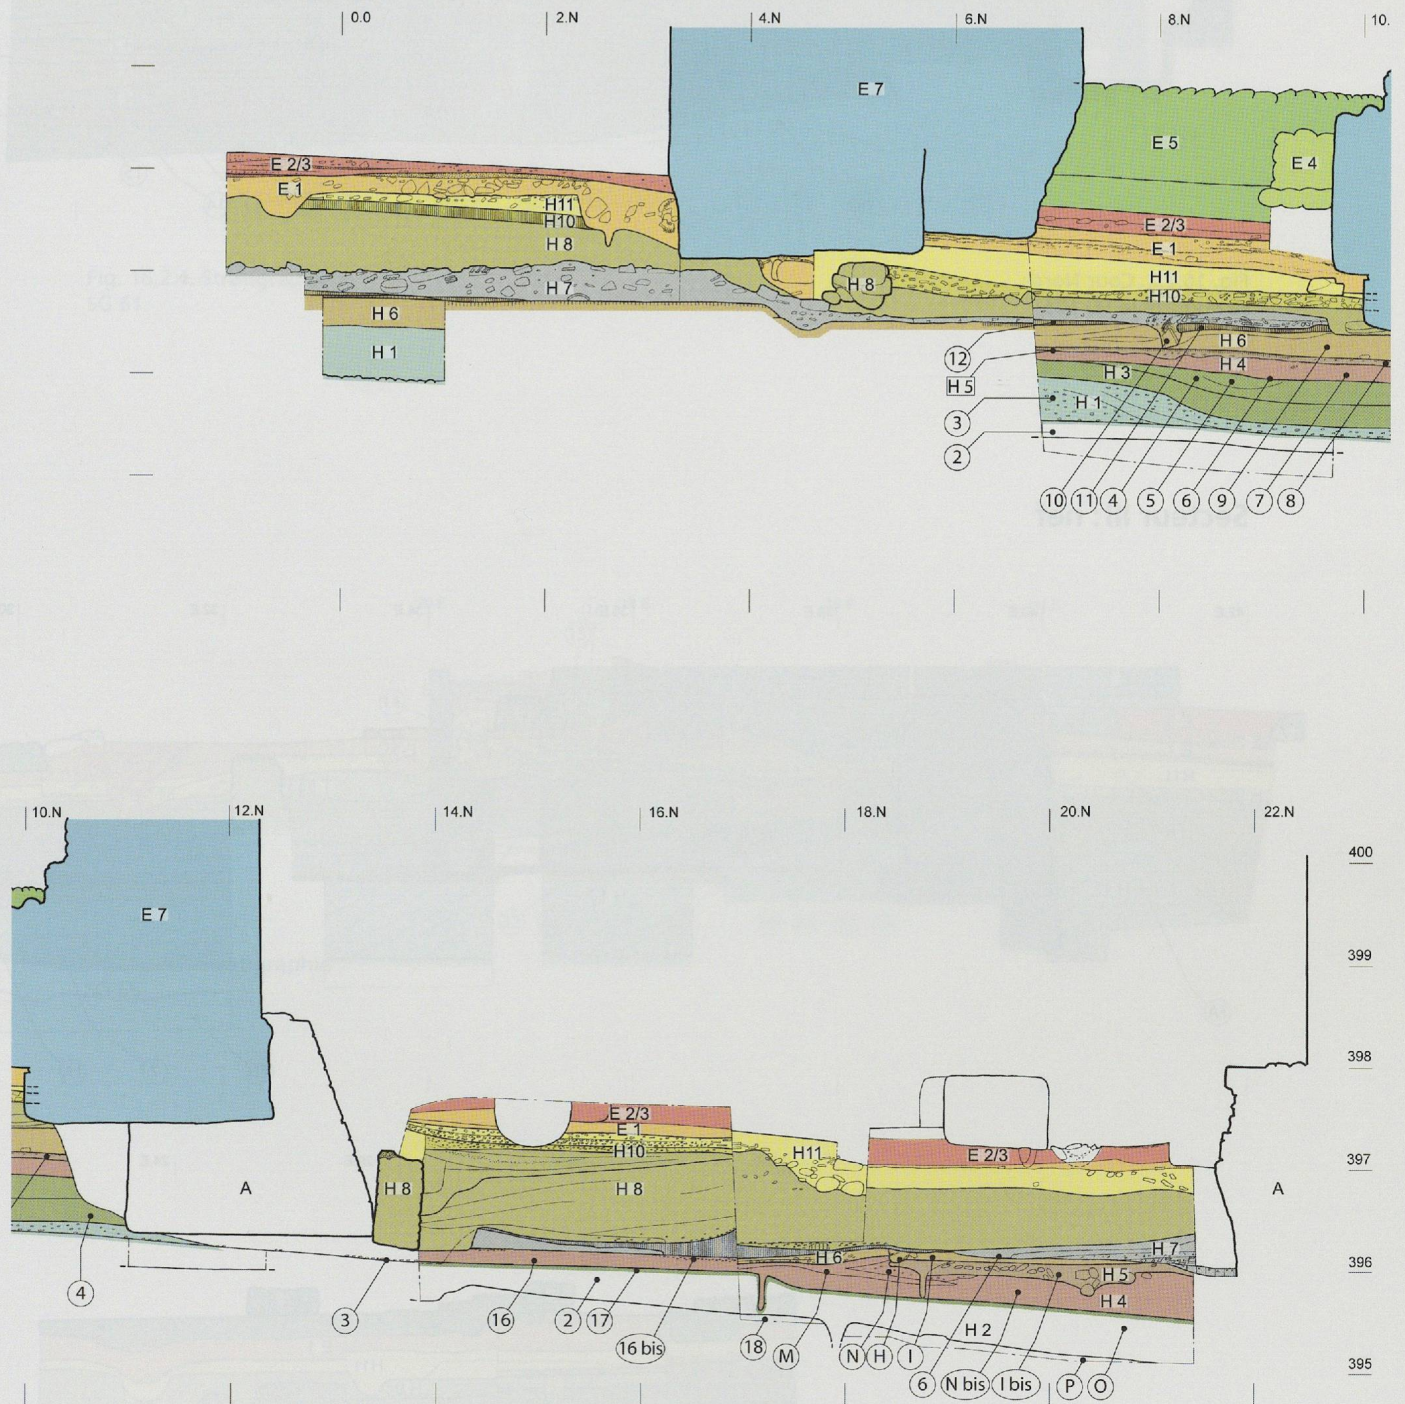 0.0 2.N 4.N 6.N 8.N 10.
E 7
E 5
E 4
E 2/3
E 1
H11
H10
H 8
H 7
H 6
H 1
H 8
E 2/3
E 1
H11
H10
H 6
H 4
H 3
H 1
12
H 5
3
2
10 11 4 5 6 9 7 8
10.N 12.N 14.N 16.N 18.N 20.N 22.N
400
399
398
397
396
395
E 7
A
H 8
E 2/3
E 1
H10
H 8
H11
H 6
E 2/3
H 7
H 5
H 4
H 2
A
4
3
16
2
17
16 bis
18
M
N
H
I
6
N bis
I bis
P
O